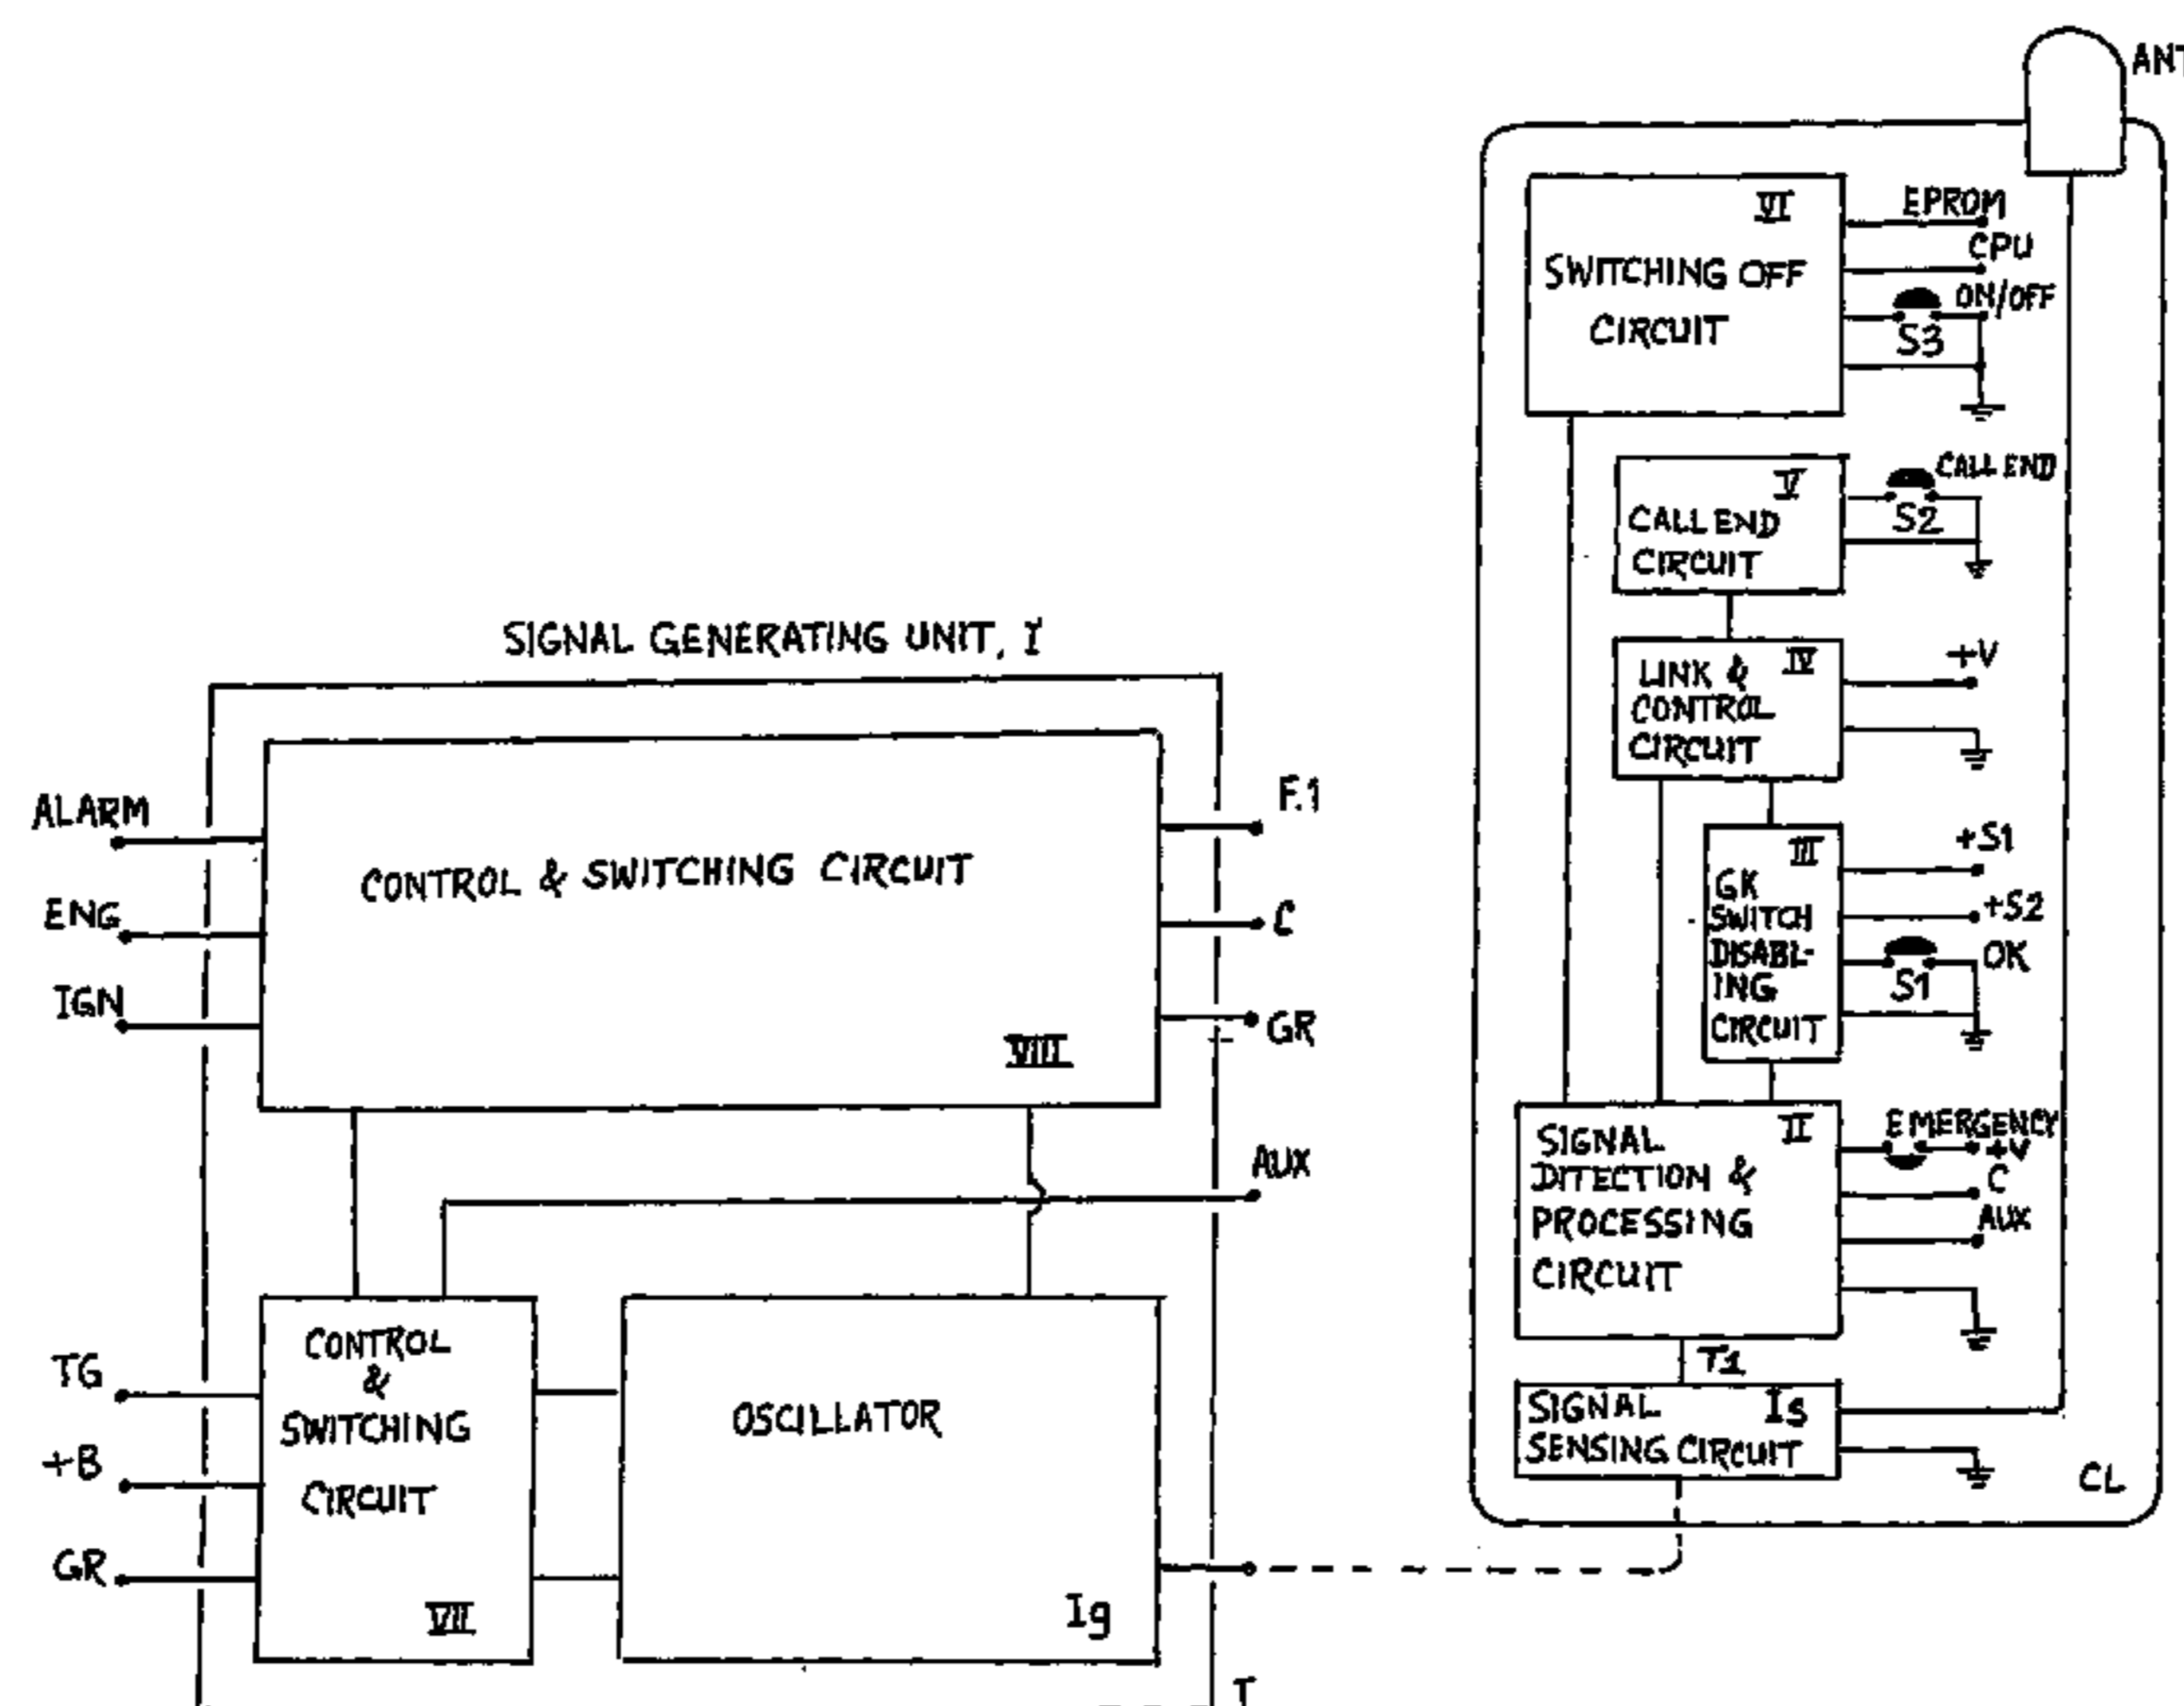 SIGNAL GENERATING UNIT, I
ALARM
ENG
IGN
CONTROL & SWITCHING CIRCUIT
VIII
F.1
C
GR
AUX
TG
+B
GR
CONTROL
&
SWITCHING
CIRCUIT
VII
OSCILLATOR
Ig
T
ANT
VI
SWITCHING OFF
CIRCUIT
EPROM
CPU
ON/OFF
S3
V
CALL END
CIRCUIT
CALL END
S2
IV
LINK &
CONTROL
CIRCUIT
+V
III
GK
SWITCH
DISABL-
ING
CIRCUIT
+S1
+S2
OK
S1
II
SIGNAL
DITECTION &
PROCESSING
CIRCUIT
EMERGENCY
+V
C
AUX
T1
SIGNAL Is
SENSING CIRCUIT
CL